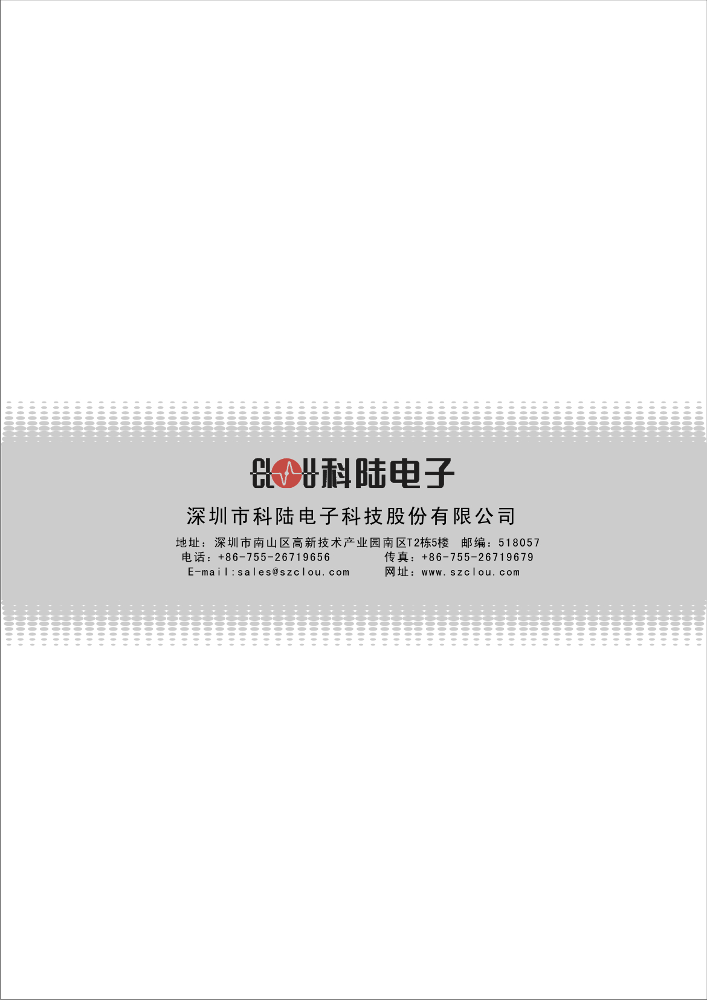 CLOU科陆电子
深圳市科陆电子科技股份有限公司
地址：深圳市南山区高新技术产业园南区T2栋5楼 邮编：518057
电话：+86-755-26719656 传真：+86-755-26719679
E-mail:sales@szclou.com 网址：www.szclou.com